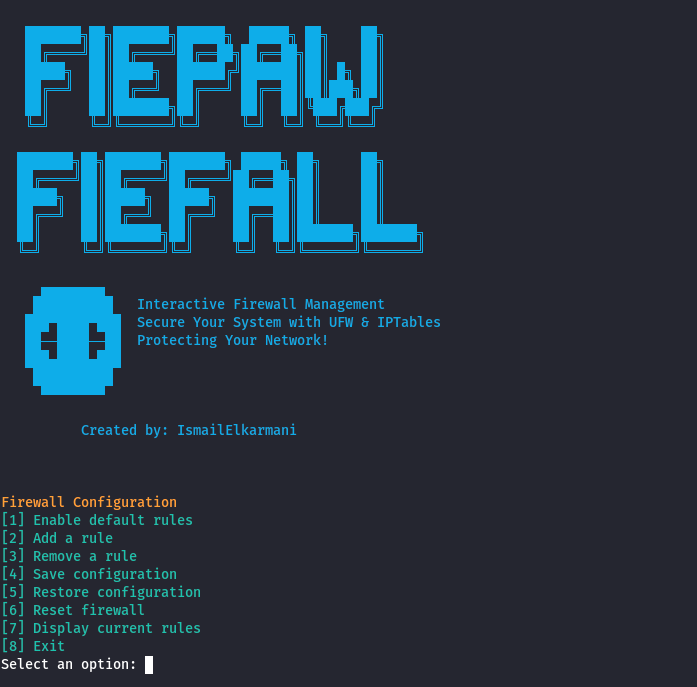 FIEPAW
FIEFALL
Interactive Firewall Management
Secure Your System with UFW & IPTables
Protecting Your Network!
Created by: IsmailElkarmani
Firewall Configuration
[1] Enable default rules
[2] Add a rule
[3] Remove a rule
[4] Save configuration
[5] Restore configuration
[6] Reset firewall
[7] Display current rules
[8] Exit
Select an option: